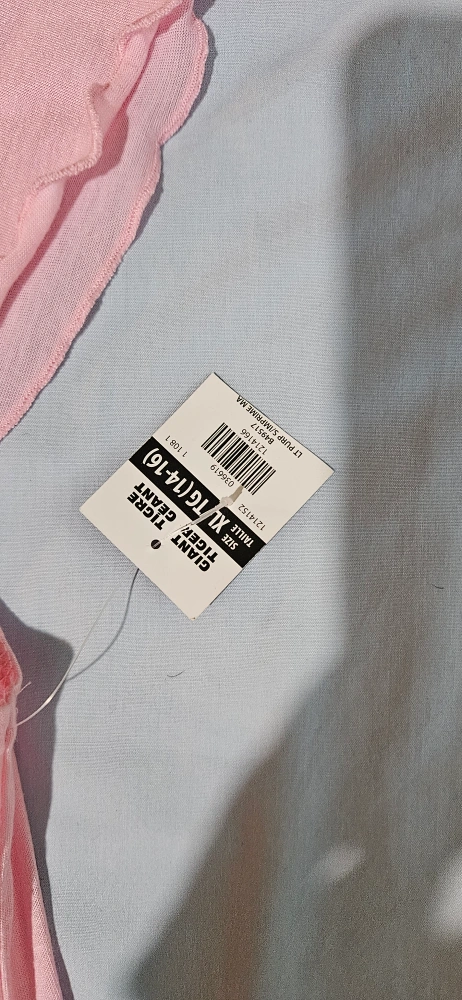 GIANT TIGRE
TIGER GÉANT
SIZE
TAILLE XL/TG (14-16)
1214152 036619 1 108 1
1214166
B49517
LT PURP S/IMPRIME MA